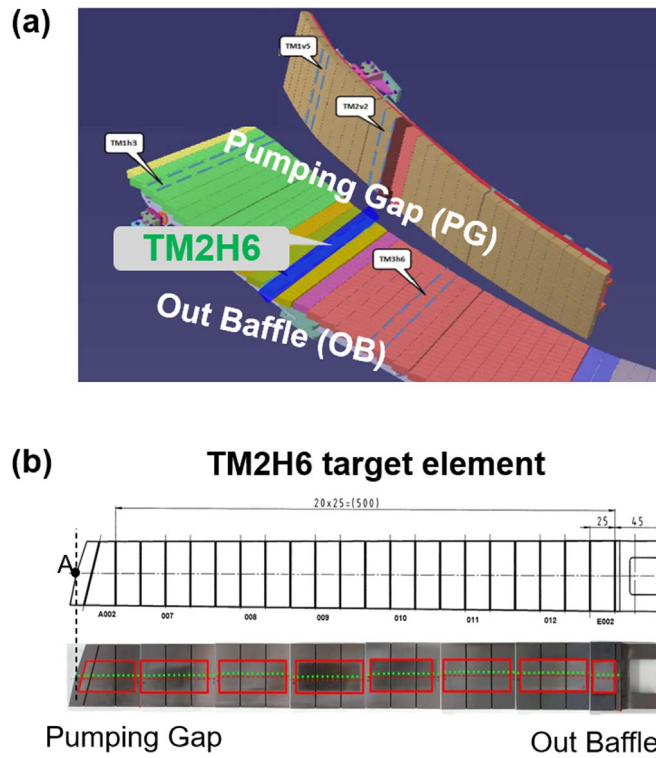 (a)
TM1v5
TM2v2
TM1h3
Pumping Gap (PG)
TM2H6
TM3h6
Out Baffle (OB)
(b)
TM2H6 target element
20x25=(500)
25
45
A
A002
007
008
009
010
011
012
E002
Pumping Gap
Out Baffle